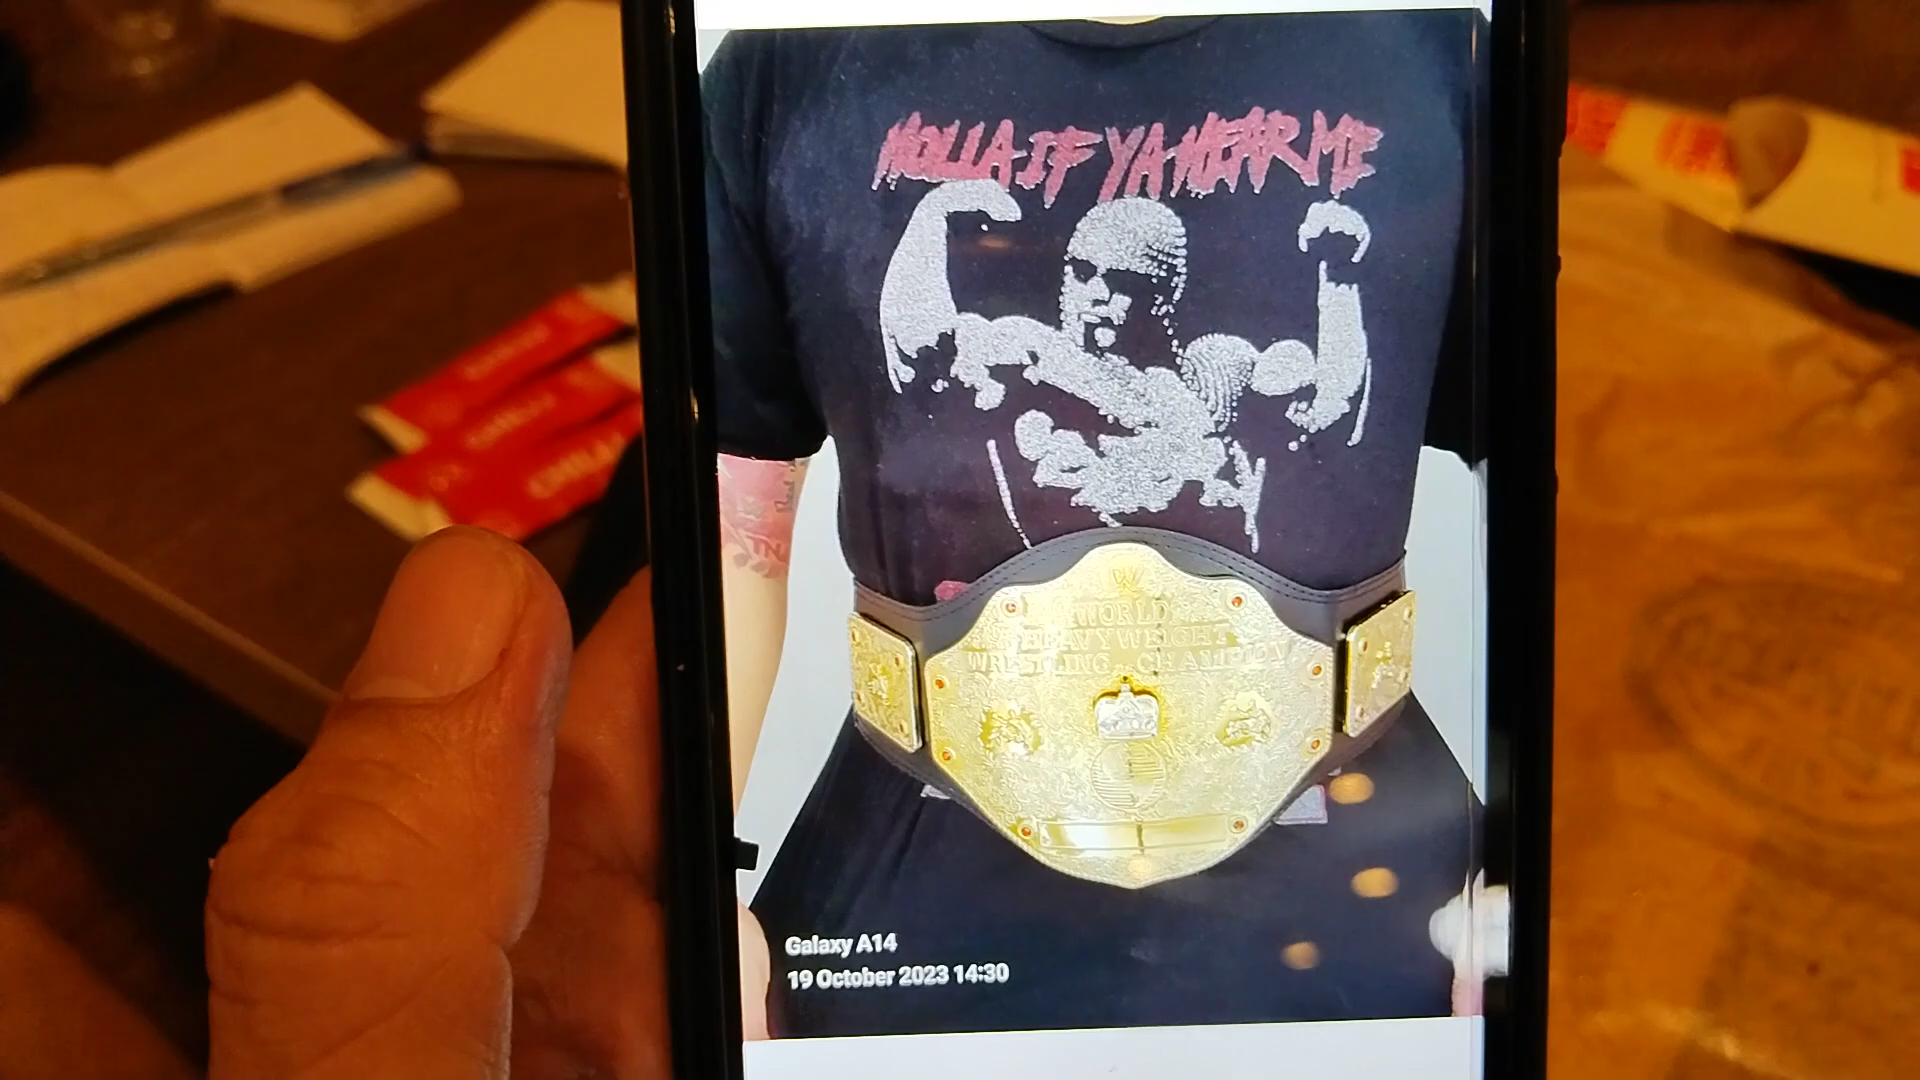 HOLLA IF YA HEAR ME
W
WORLD
HEAVYWEIGHT
WRESTLING CHAMPION
Galaxy A14
19 October 2023 14:30